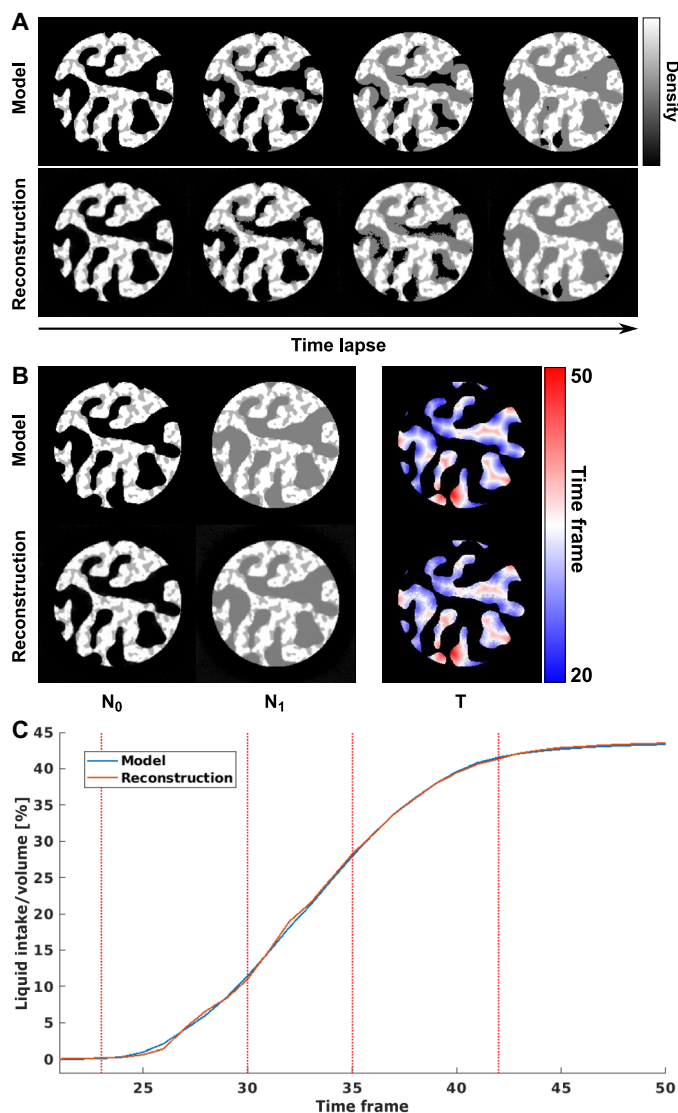 A
Model
Density
Reconstruction
Time lapse
B
Model
50
Time frame
Reconstruction
20
N₀
N₁
T
C
45
40
35
30
25
20
15
10
5
0
Liquid intake/volume [%]
Model
Reconstruction
25
30
35
40
45
50
Time frame